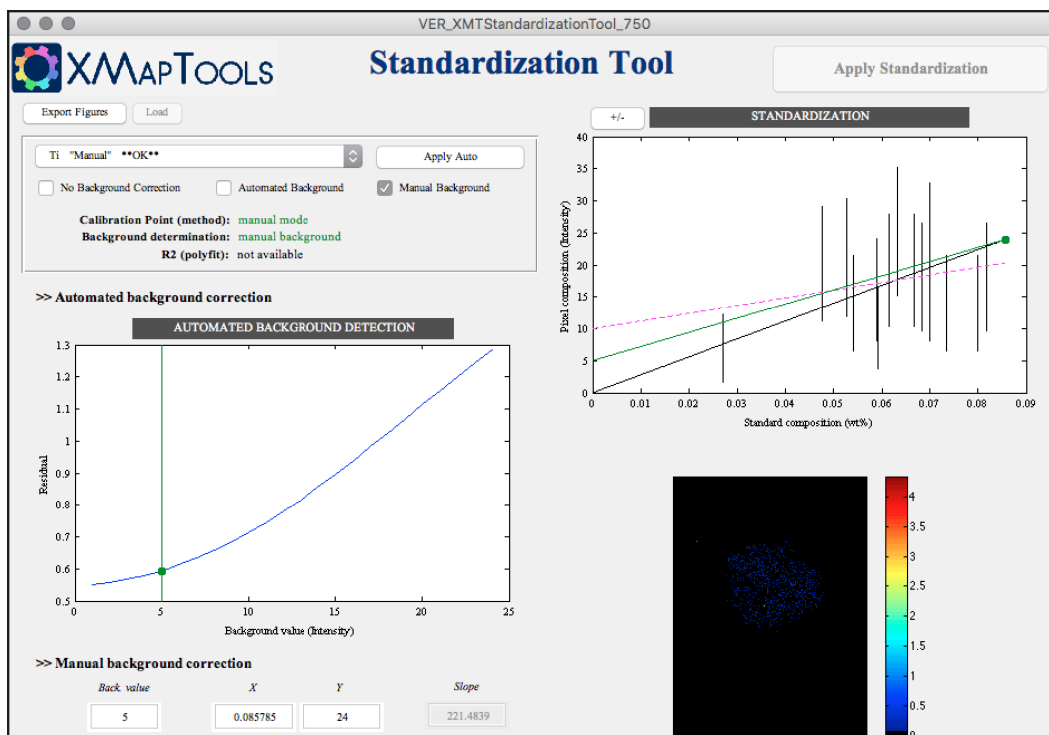 VER_XMTStandardizationTool_750
XMAPTOOLS
Standardization Tool
Apply Standardization
Export Figures
Load
Ti "Manual" **OK**
Apply Auto
No Background Correction
Automated Background
Manual Background
Calibration Point (method): manual mode
Background determination: manual background
R2 (polyfit): not available
>> Automated background correction
AUTOMATED BACKGROUND DETECTION
1.3
1.2
1.1
1
0.9
0.8
0.7
0.6
0.5
0 5 10 15 20 25
Residual
Background value (Intensity)
>> Manual background correction
Back. value X Y Slope
5 0.085785 24 221.4839
+/-
STANDARDIZATION
40
35
30
25
20
15
10
5
0
0 0.01 0.02 0.03 0.04 0.05 0.06 0.07 0.08 0.09
Pixel composition (Intensity)
Standard composition (wt%)
4
3.5
3
2.5
2
1.5
1
0.5
0